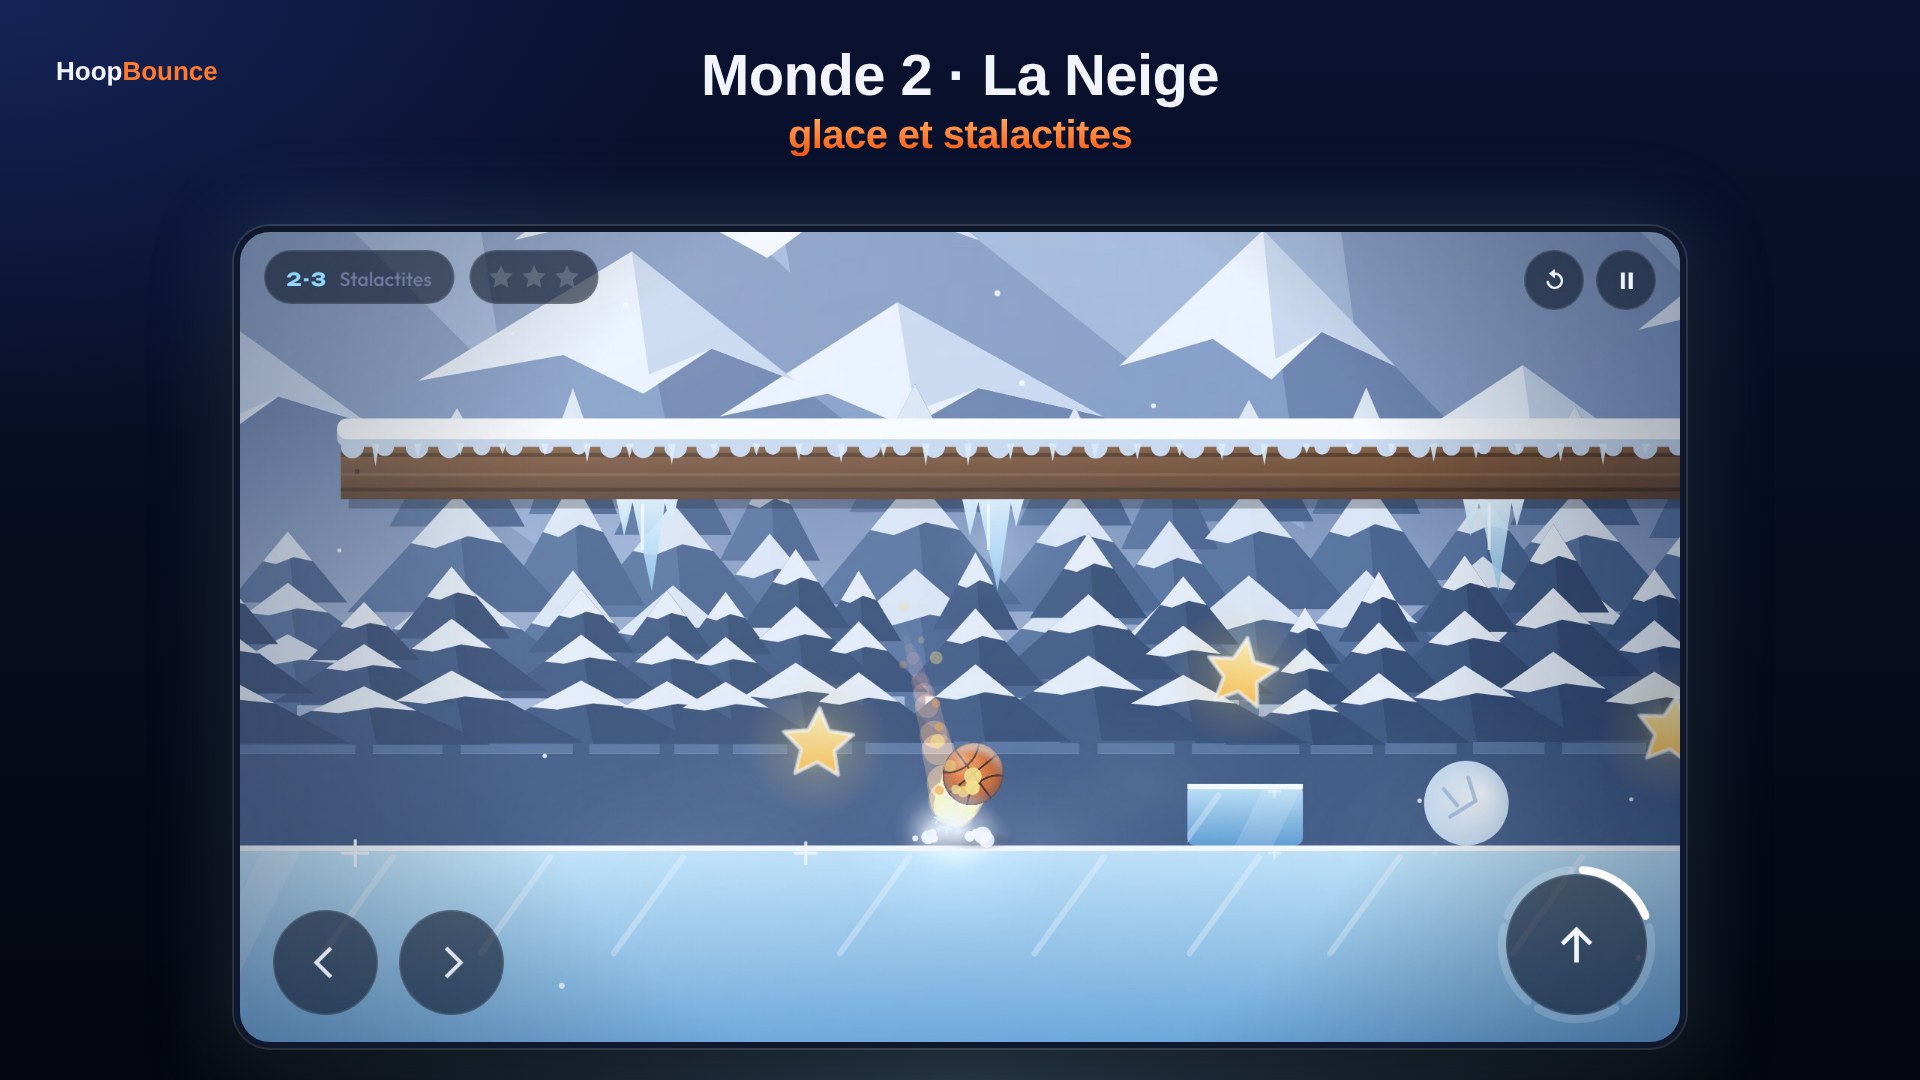 HoopBounce
Monde 2 · La Neige
glace et stalactites
2-3 Stalactites